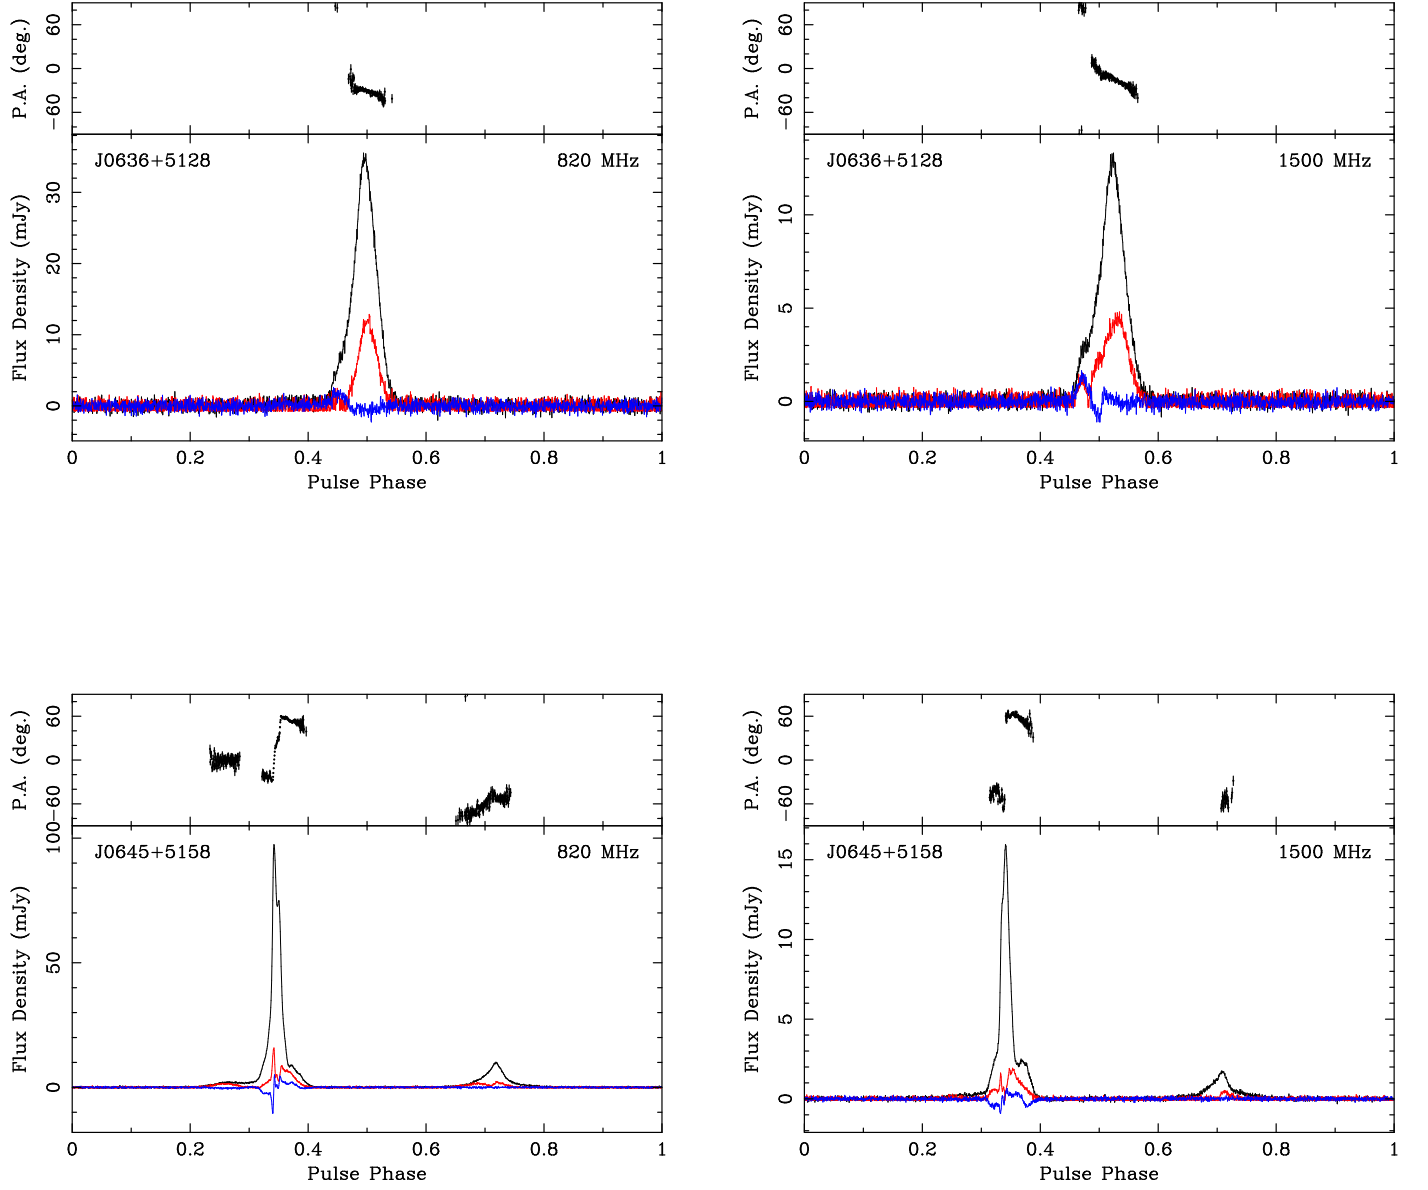 P.A. (deg.)
60
0
−60
J0636+5128
820 MHz
Flux Density (mJy)
30
20
10
0
0
0.2
0.4
0.6
0.8
1
Pulse Phase
P.A. (deg.)
60
0
−60
J0636+5128
1500 MHz
Flux Density (mJy)
10
5
0
0
0.2
0.4
0.6
0.8
1
Pulse Phase
P.A. (deg.)
60
0
−60
J0645+5158
820 MHz
Flux Density (mJy)
100
50
0
0
0.2
0.4
0.6
0.8
1
Pulse Phase
P.A. (deg.)
60
0
−60
J0645+5158
1500 MHz
Flux Density (mJy)
15
10
5
0
0
0.2
0.4
0.6
0.8
1
Pulse Phase